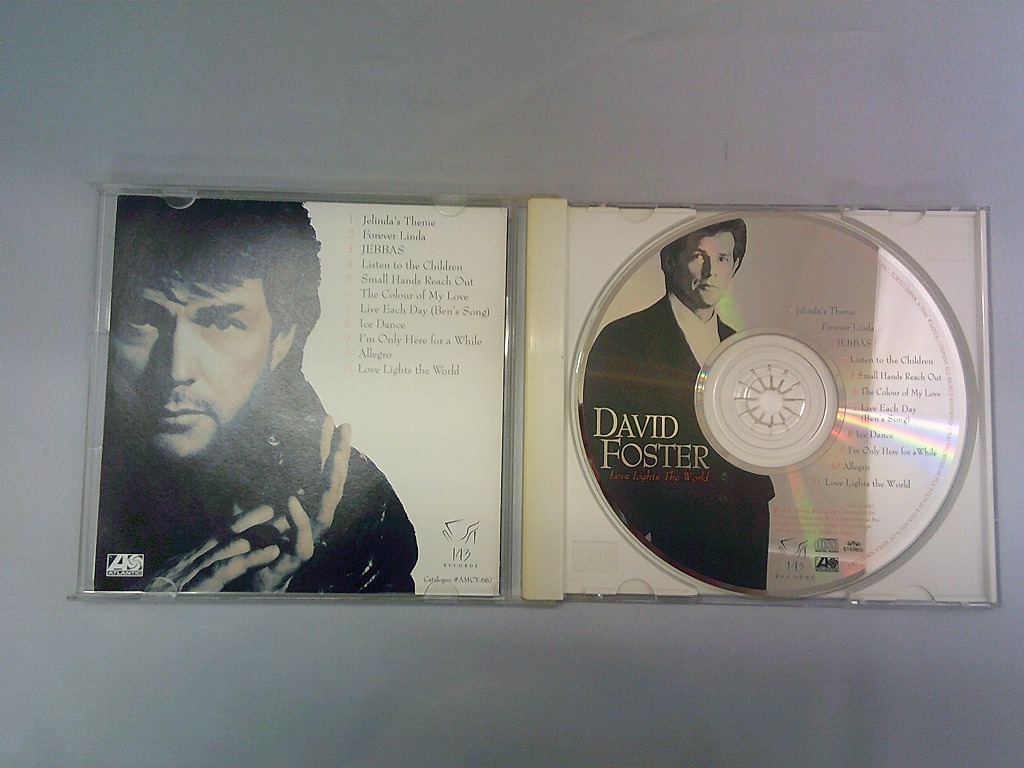 1 Jelinda's Theme
2 Forever Linda
3 JEBBAS
4 Listen to the Children
5 Small Hands Reach Out
6 The Colour of My Love
7 Live Each Day (Ben's Song)
8 Ice Dance
9 I'm Only Here for a While
10 Allegro
11 Love Lights the World
ATLANTIC
143
RECORDS
Catalogue #AMCY-667
DAVID
FOSTER
Love Lights The World
Jelinda's Theme
Forever Linda
JEBBAS
Listen to the Children
5 Small Hands Reach Out
6 The Colour of My Love
Live Each Day
(Ben's Song)
8 Ice Dance
9 I'm Only Here for a While
10 Allegro
11 Love Lights the World
143
RECORDS
STEREO